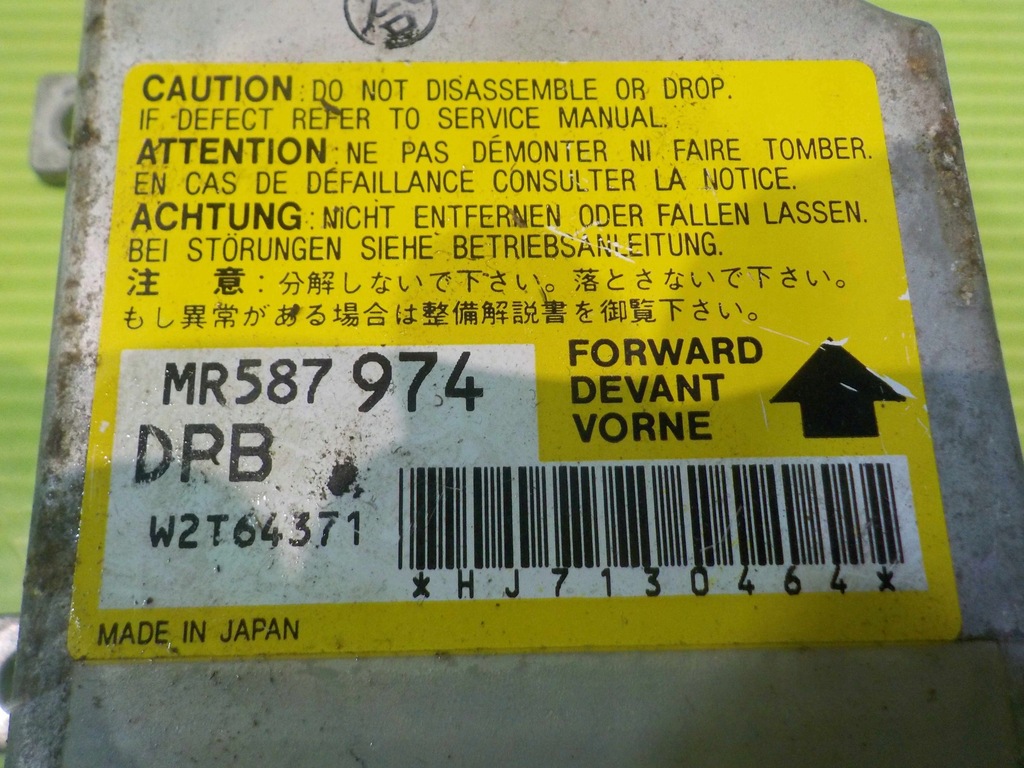 CAUTION : DO NOT DISASSEMBLE OR DROP.
IF DEFECT REFER TO SERVICE MANUAL.
ATTENTION : NE PAS DÉMONTER NI FAIRE TOMBER.
EN CAS DE DÉFAILLANCE CONSULTER LA NOTICE.
ACHTUNG : NICHT ENTFERNEN ODER FALLEN LASSEN.
BEI STÖRUNGEN SIEHE BETRIEBSANLEITUNG.
注 意 : 分解しないで下さい。落とさないで下さい。
もし異常がある場合は整備解説書を御覧下さい。
MR587 974
FORWARD
DEVANT
VORNE
DPB
W2T64371
*HJ7130464*
MADE IN JAPAN